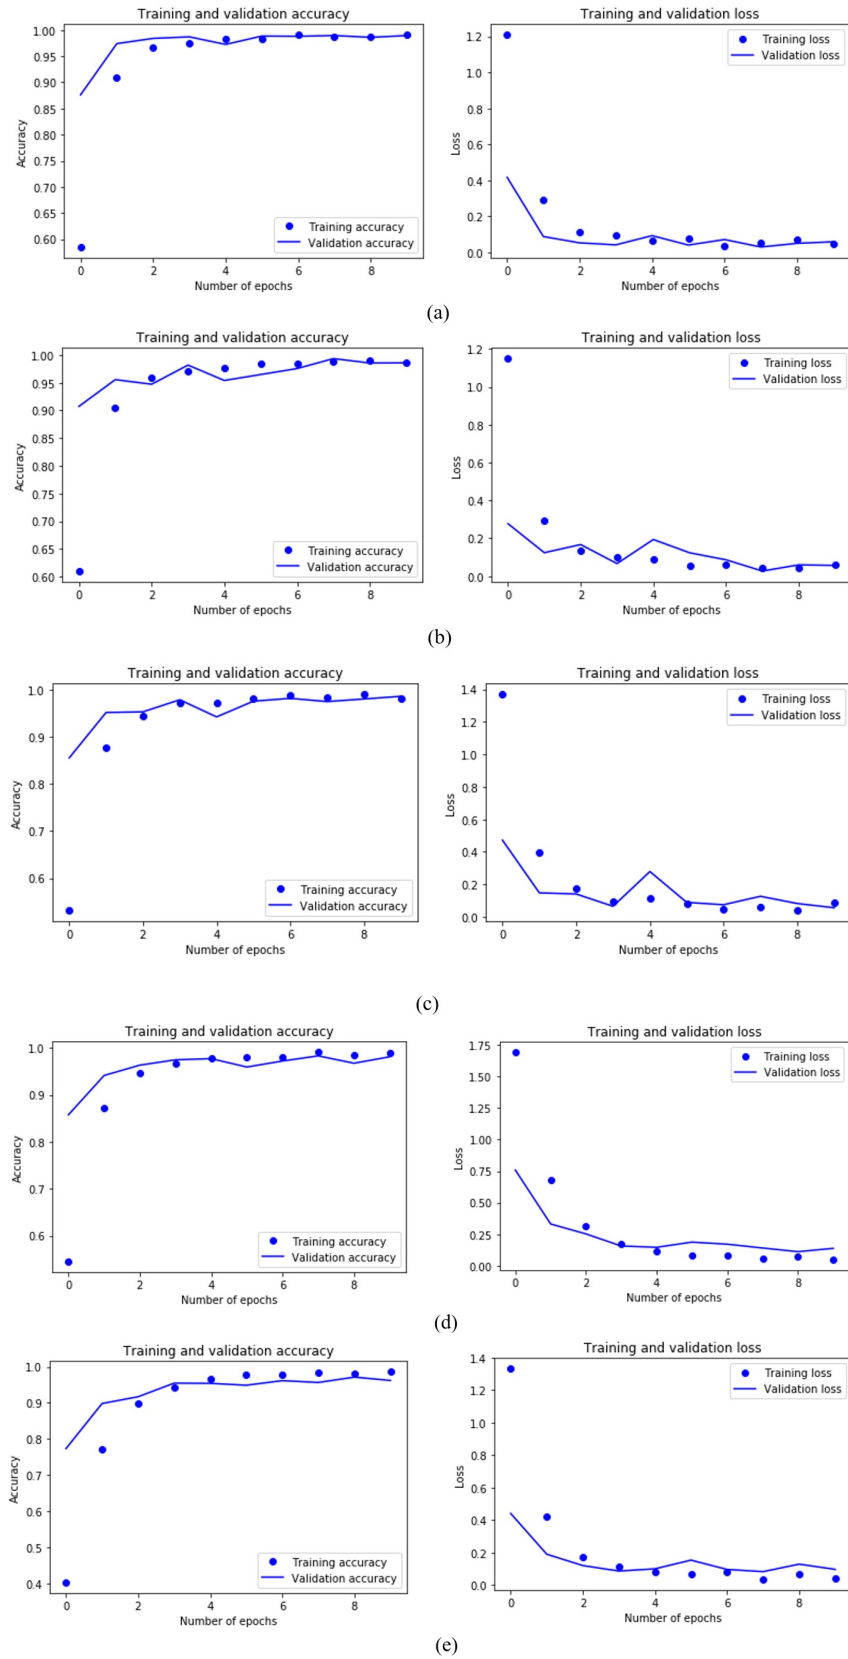 Training and validation accuracy
1.00
0.95
0.90
0.85
0.80
0.75
0.70
0.65
0.60
Accuracy
Training accuracy
Validation accuracy
0 2 4 6 8
Number of epochs
Training and validation loss
1.2
1.0
0.8
0.6
0.4
0.2
0.0
Loss
Training loss
Validation loss
0 2 4 6 8
Number of epochs
(a)
Training and validation accuracy
1.00
0.95
0.90
0.85
0.80
0.75
0.70
0.65
0.60
Accuracy
Training accuracy
Validation accuracy
0 2 4 6 8
Number of epochs
Training and validation loss
1.2
1.0
0.8
0.6
0.4
0.2
0.0
Loss
Training loss
Validation loss
0 2 4 6 8
Number of epochs
(b)
Training and validation accuracy
1.0
0.9
0.8
0.7
0.6
Accuracy
Training accuracy
Validation accuracy
0 2 4 6 8
Number of epochs
Training and validation loss
1.4
1.2
1.0
0.8
0.6
0.4
0.2
0.0
Loss
Training loss
Validation loss
0 2 4 6 8
Number of epochs
(c)
Training and validation accuracy
1.0
0.9
0.8
0.7
0.6
Accuracy
Training accuracy
Validation accuracy
0 2 4 6 8
Number of epochs
Training and validation loss
1.75
1.50
1.25
1.00
0.75
0.50
0.25
0.00
Loss
Training loss
Validation loss
0 2 4 6 8
Number of epochs
(d)
Training and validation accuracy
1.0
0.9
0.8
0.7
0.6
0.5
0.4
Accuracy
Training accuracy
Validation accuracy
0 2 4 6 8
Number of epochs
Training and validation loss
1.4
1.2
1.0
0.8
0.6
0.4
0.2
0.0
Loss
Training loss
Validation loss
0 2 4 6 8
Number of epochs
(e)